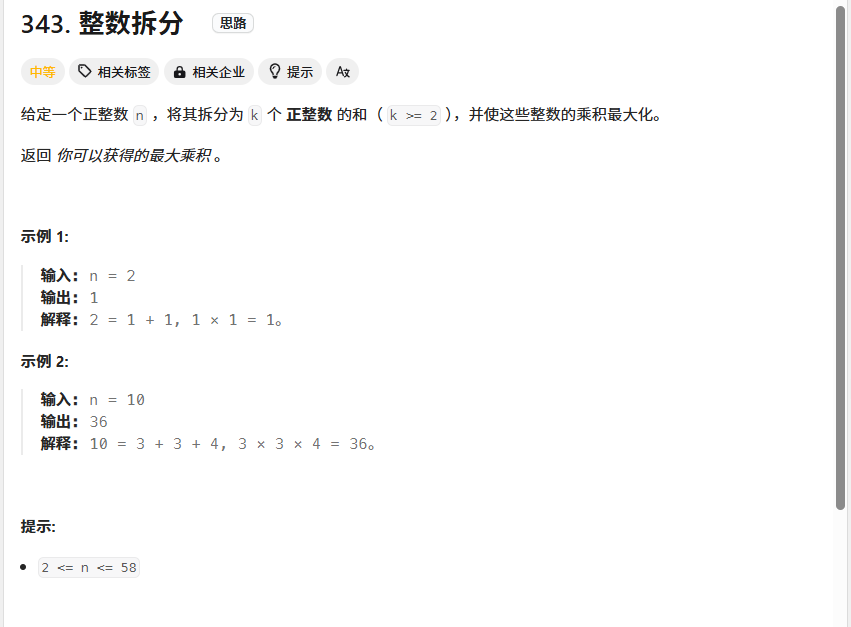 343. 整数拆分 思路
中等 相关标签 相关企业 提示
给定一个正整数 n ，将其拆分为 k 个 正整数 的和（ k >= 2 ），并使这些整数的乘积最大化。
返回 你可以获得的最大乘积 。
示例 1:
输入: n = 2
输出: 1
解释: 2 = 1 + 1, 1 × 1 = 1。
示例 2:
输入: n = 10
输出: 36
解释: 10 = 3 + 3 + 4, 3 × 3 × 4 = 36。
提示:
2 <= n <= 58